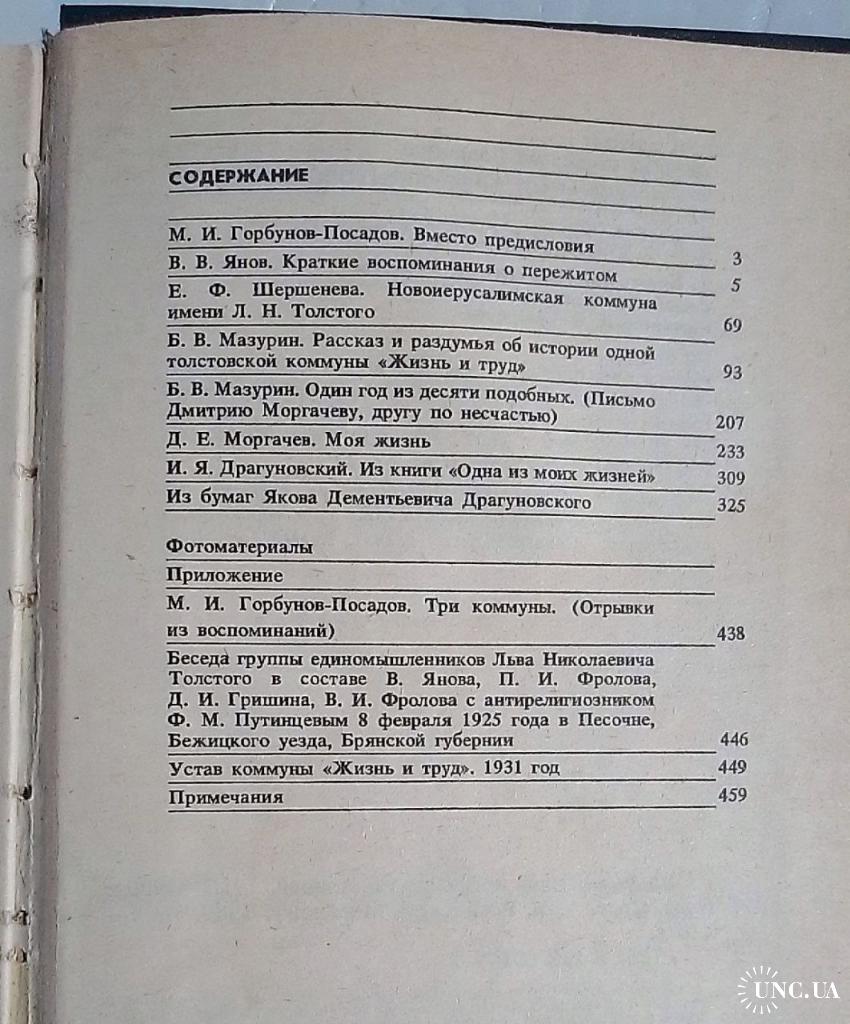 СОДЕРЖАНИЕ
М. И. Горбунов-Посадов. Вместо предисловия 3
В. В. Янов. Краткие воспоминания о пережитом 5
Е. Ф. Шершенева. Новоиерусалимская коммуна
имени Л. Н. Толстого 69
Б. В. Мазурин. Рассказ и раздумья об истории одной
толстовской коммуны «Жизнь и труд» 93
Б. В. Мазурин. Один год из десяти подобных. (Письмо
Дмитрию Моргачеву, другу по несчастью) 207
Д. Е. Моргачев. Моя жизнь 233
И. Я. Драгуновский. Из книги «Одна из моих жизней» 309
Из бумаг Якова Дементьевича Драгуновского 325
Фотоматериалы
Приложение
М. И. Горбунов-Посадов. Три коммуны. (Отрывки
из воспоминаний) 438
Беседа группы единомышленников Льва Николаевича
Толстого в составе В. Янова, П. И. Фролова,
Д. И. Гришина, В. И. Фролова с антирелигиозником
Ф. М. Путинцевым 8 февраля 1925 года в Песочне,
Бежицкого уезда, Брянской губернии 446
Устав коммуны «Жизнь и труд». 1931 год 449
Примечания 459
UNC.UA